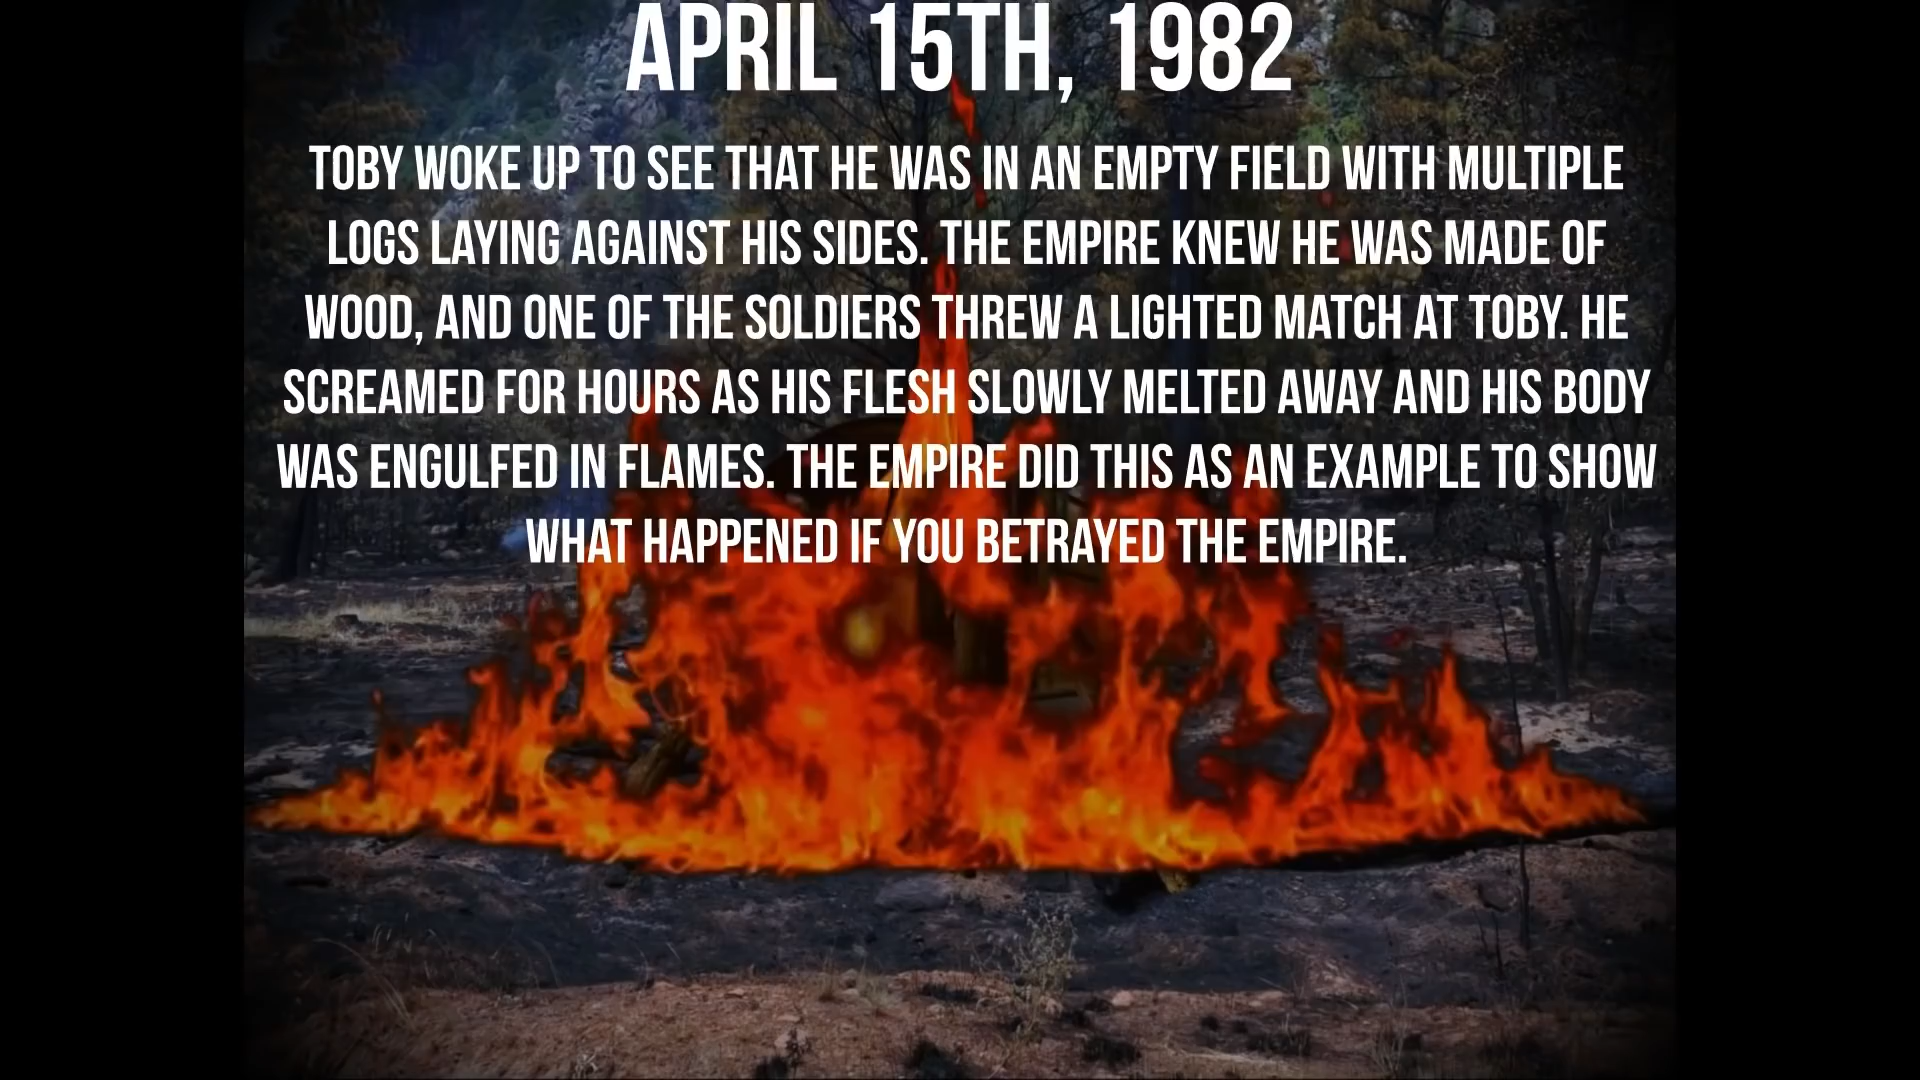 APRIL 15TH, 1982
TOBY WOKE UP TO SEE THAT HE WAS IN AN EMPTY FIELD WITH MULTIPLE
LOGS LAYING AGAINST HIS SIDES. THE EMPIRE KNEW HE WAS MADE OF
WOOD, AND ONE OF THE SOLDIERS THREW A LIGHTED MATCH AT TOBY. HE
SCREAMED FOR HOURS AS HIS FLESH SLOWLY MELTED AWAY AND HIS BODY
WAS ENGULFED IN FLAMES. THE EMPIRE DID THIS AS AN EXAMPLE TO SHOW
WHAT HAPPENED IF YOU BETRAYED THE EMPIRE.